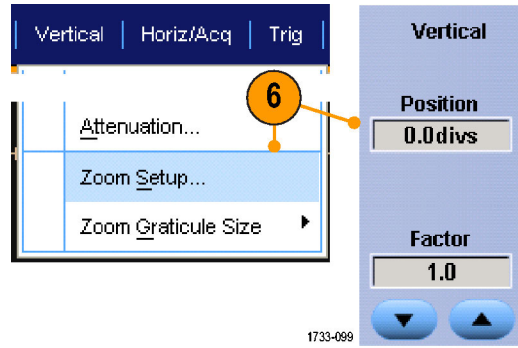 Vertical | Horiz/Acq | Trig
Attenuation...
Zoom Setup...
Zoom Graticule Size
6
Vertical
Position
0.0divs
Factor
1.0
1733-099